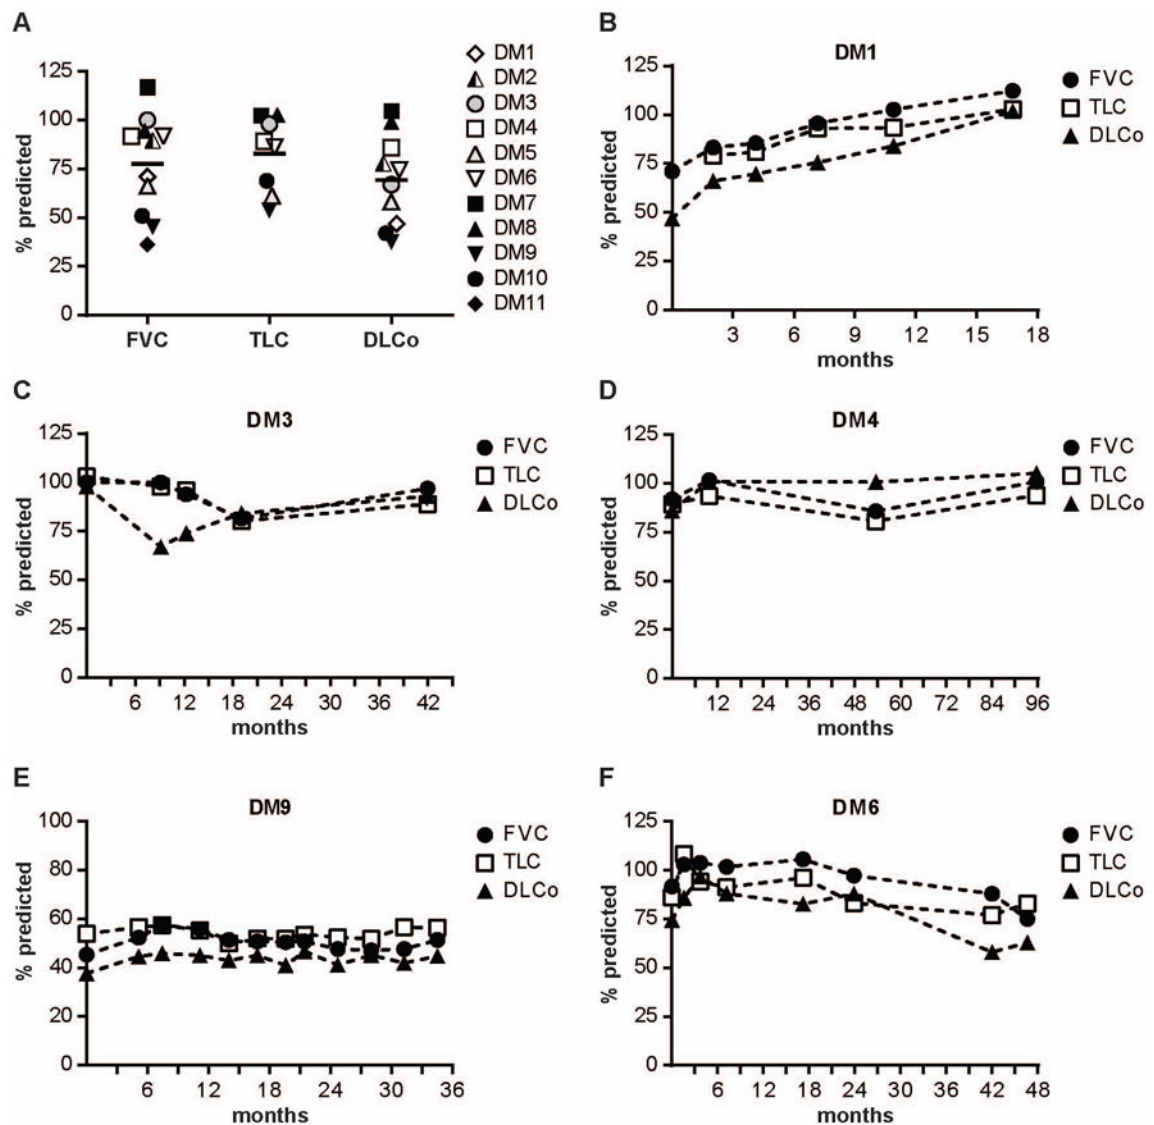 A
% predicted
125
100
75
50
25
0
FVC TLC DLCo
DM1
DM2
DM3
DM4
DM5
DM6
DM7
DM8
DM9
DM10
DM11
B
DM1
% predicted
125
100
75
50
25
0
3 6 9 12 15 18
months
FVC
TLC
DLCo
C
DM3
% predicted
125
100
75
50
25
0
6 12 18 24 30 36 42
months
FVC
TLC
DLCo
D
DM4
% predicted
125
100
75
50
25
0
12 24 36 48 60 72 84 96
months
FVC
TLC
DLCo
E
DM9
% predicted
100
80
60
40
20
0
6 12 18 24 30 36
months
FVC
TLC
DLCo
F
DM6
% predicted
125
100
75
50
25
0
6 12 18 24 30 36 42 48
months
FVC
TLC
DLCo